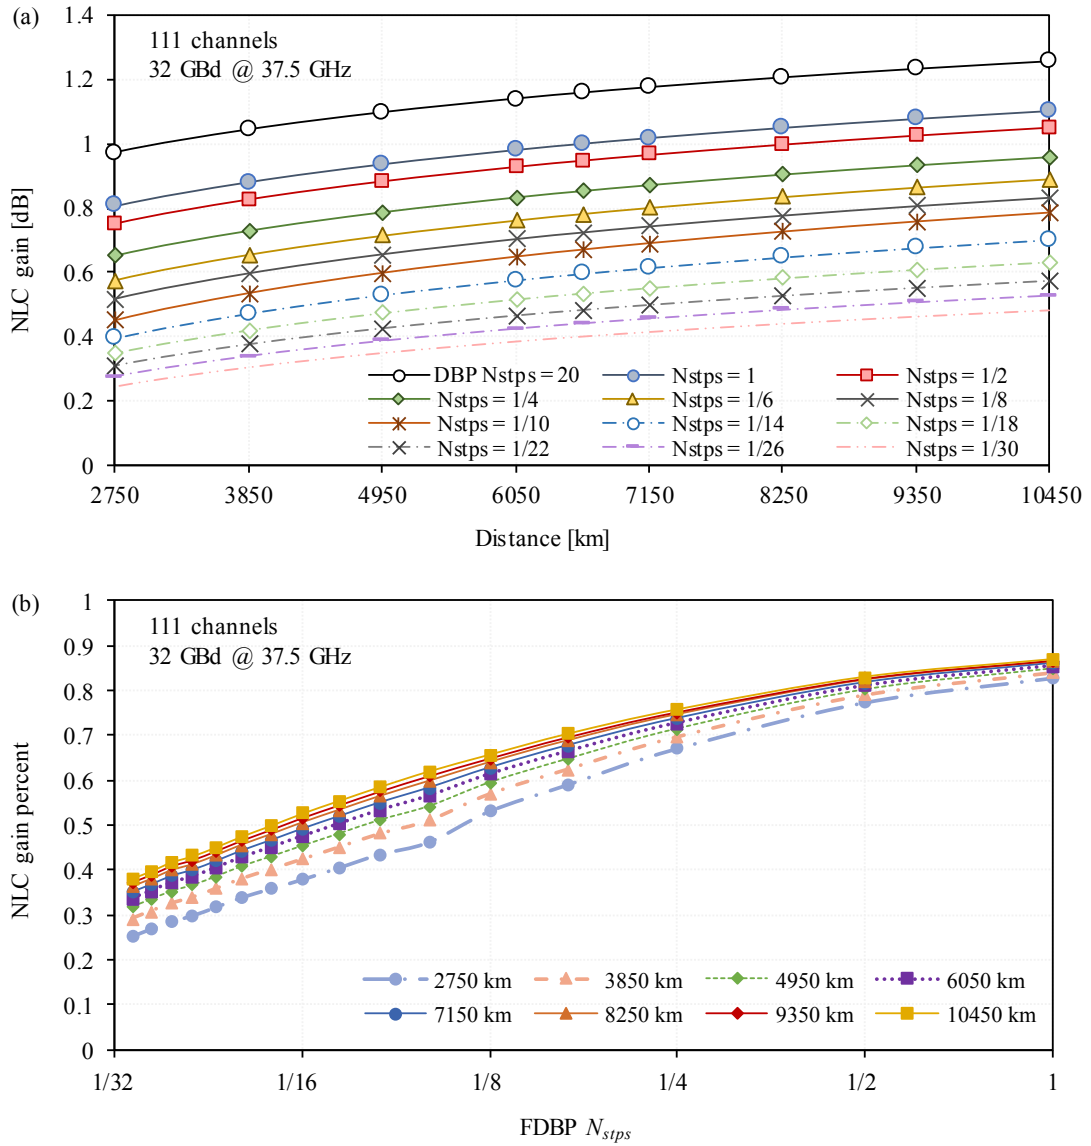 (a)
1.4
1.2
1
0.8
0.6
0.4
0.2
0
NLC gain [dB]
111 channels
32 GBd @ 37.5 GHz
DBP Nstps = 20 Nstps = 1 Nstps = 1/2
Nstps = 1/4 Nstps = 1/6 Nstps = 1/8
Nstps = 1/10 Nstps = 1/14 Nstps = 1/18
Nstps = 1/22 Nstps = 1/26 Nstps = 1/30
2750 3850 4950 6050 7150 8250 9350 10450
Distance [km]
(b)
1
0.9
0.8
0.7
0.6
0.5
0.4
0.3
0.2
0.1
0
NLC gain percent
111 channels
32 GBd @ 37.5 GHz
2750 km 3850 km 4950 km 6050 km
7150 km 8250 km 9350 km 10450 km
1/32 1/16 1/8 1/4 1/2 1
FDBP Nstps